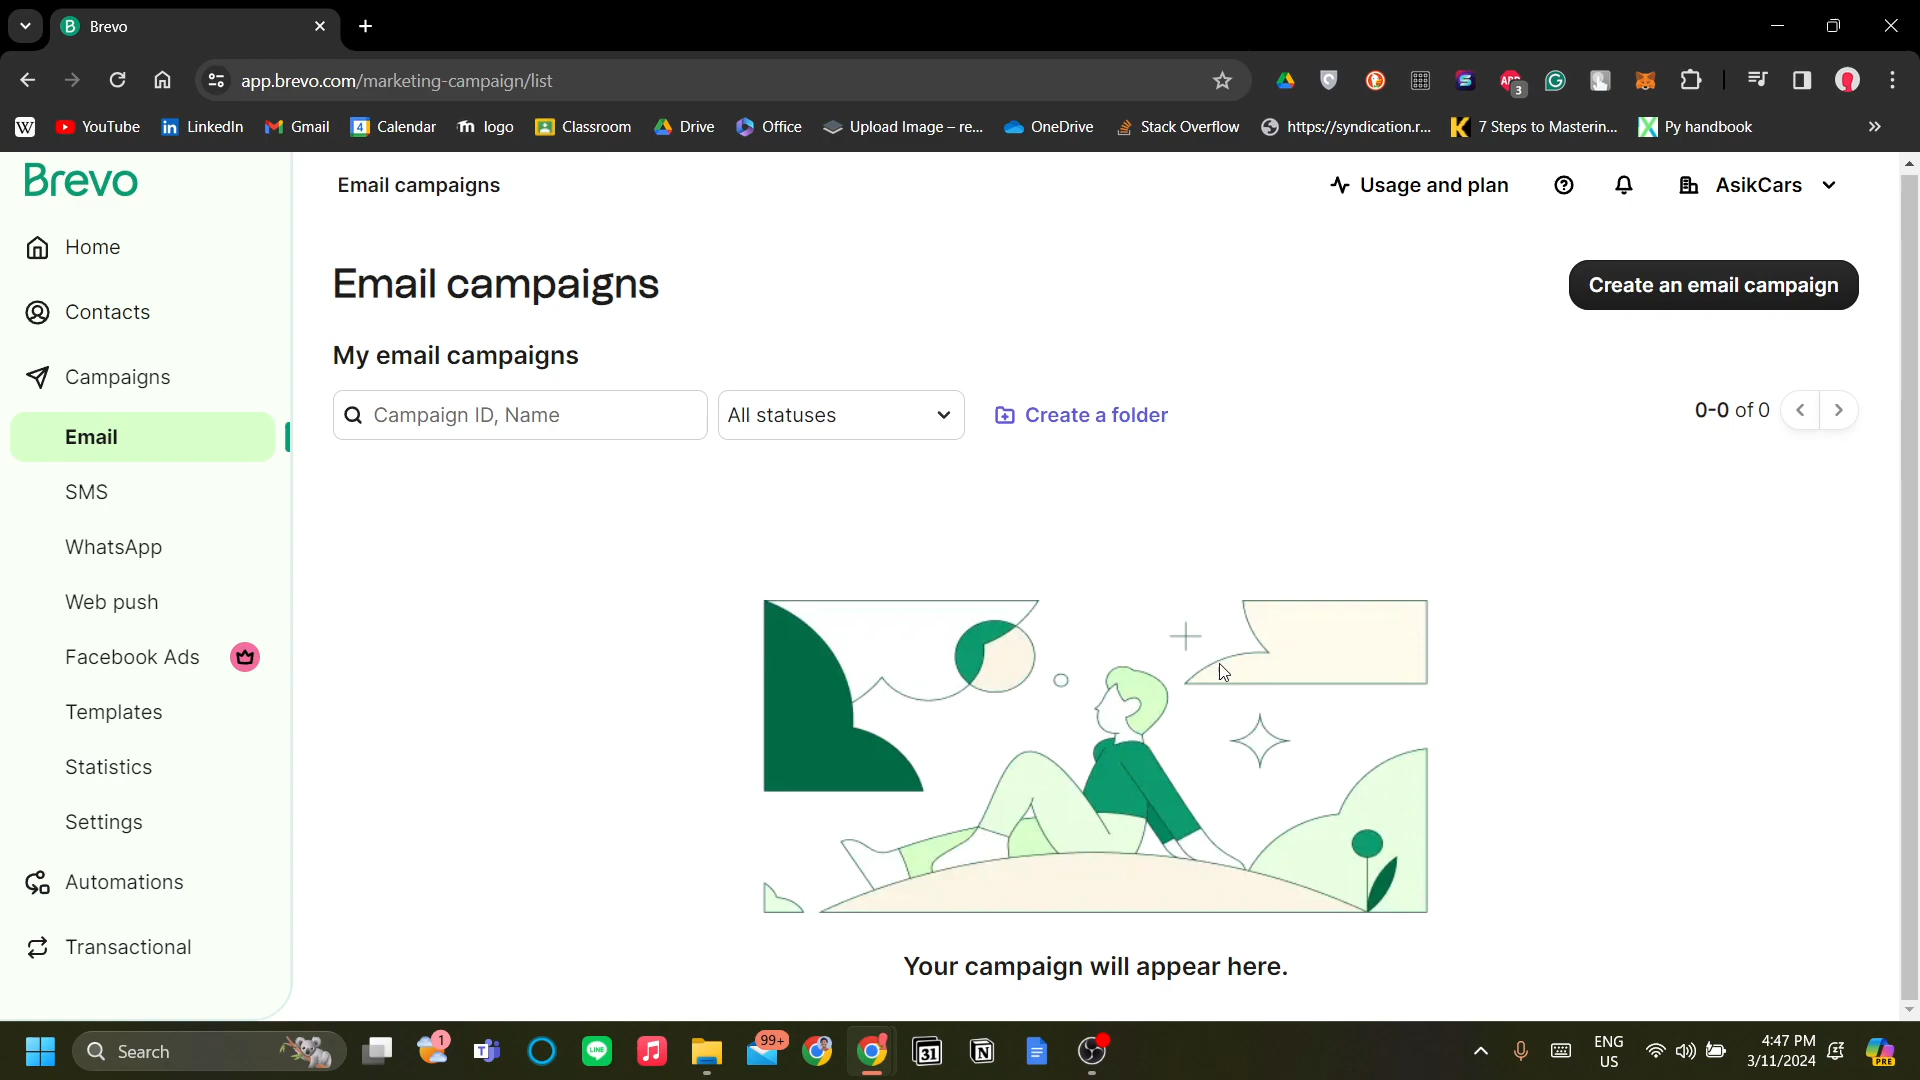 Brevo
app.brevo.com/marketing-campaign/list
3
YouTube
LinkedIn
Gmail
Calendar
logo
Classroom
Drive
Office
Upload Image – re...
OneDrive
Stack Overflow
https://syndication.r...
7 Steps to Masterin...
Py handbook
Brevo
Email campaigns
Usage and plan
AsikCars
Home
Contacts
Campaigns
Email
SMS
WhatsApp
Web push
Facebook Ads
Templates
Statistics
Settings
Automations
Transactional
Email campaigns
Create an email campaign
My email campaigns
Campaign ID, Name
All statuses
Create a folder
0-0 of 0
Your campaign will appear here.
Search
1
99+
31
ENG
US
4:47 PM
3/11/2024
PRE